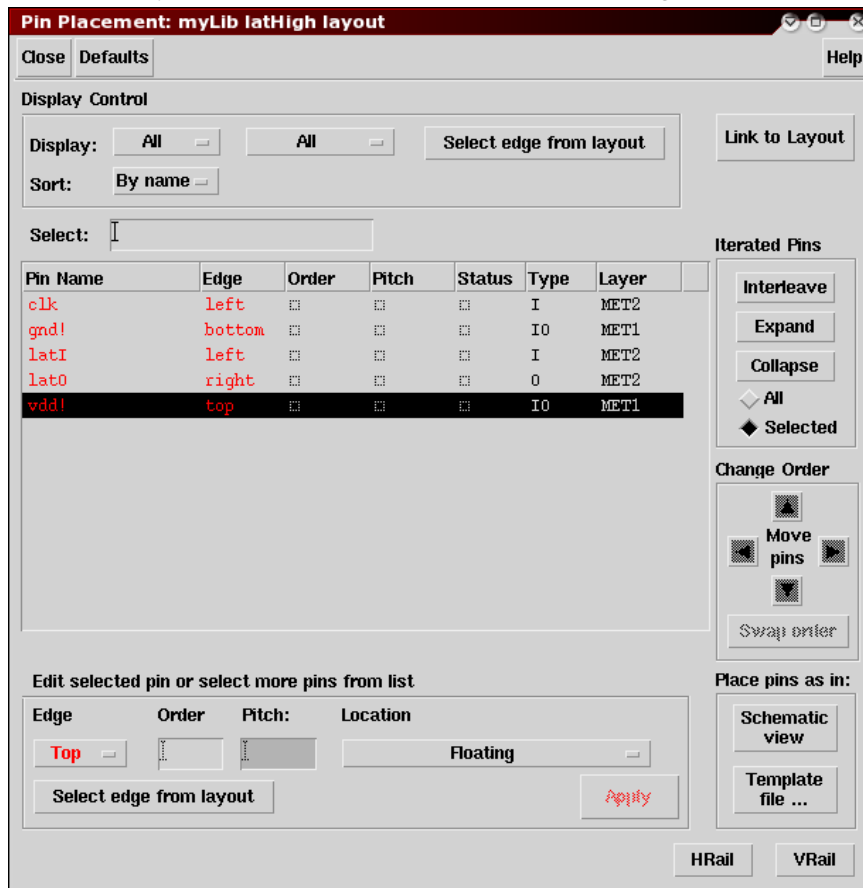 Pin Placement: myLib latHigh layout
Close Defaults Help
Display Control
Display: All All Select edge from layout Link to Layout
Sort: By name
Select:
Iterated Pins
Pin Name Edge Order Pitch Status Type Layer
Interleave
clk left I MET2
gnd! bottom IO MET1
Expand
latI left I MET2
latO right O MET2
Collapse
vdd! top IO MET1
All
Selected
Change Order
Move
pins
Swap order
Edit selected pin or select more pins from list
Place pins as in:
Edge Order Pitch: Location
Schematic
view
Top Floating
Select edge from layout Apply
Template
file ...
HRail VRail